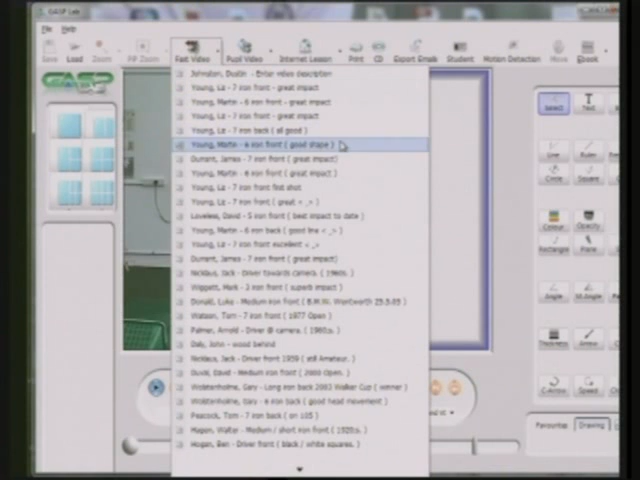 GASP Lab
File Help
Save Load Zoom PIP Zoom Fast Video Pupil Video Internet Lesson Print CD Export Emails Student Motion Detection Move Ebook
GASP
Johnston, Dustin - Enter video description
Young, Liz - 7 iron front - great impact
Young, Martin - 6 iron front - great impact
Young, Liz - 7 iron front - great impact
Young, Liz - 7 iron back ( all good )
Young, Martin - 6 iron front ( good shape )
Durrant, James - 7 iron front ( great impact)
Young, Martin - 6 iron front ( great impact )
Young, Liz - 7 iron front first shot
Young, Liz - 7 iron front ( great < _> )
Loveless, David - 5 iron front ( best impact to date )
Young, Martin - 6 iron back ( good line < _> )
Young, Liz - 7 iron front excellent < _>
Durrant, James - 7 iron front ( great impact)
Nicklaus, Jack - Driver towards camera. ( 1960s. )
Wiggett, Mark - 3 iron front ( superb impact )
Donald, Luke - Medium iron front ( B.M.W. Wentworth 25.5.05 )
Watson, Tom - 7 iron front ( 1977 Open )
Palmer, Arnold - Driver @ camera. ( 1960s. )
Daly, John - wood behind
Nicklaus, Jack - Driver front 1959 ( still Amateur. )
Duval, David - Medium iron front ( 2000 Open. )
Wolstenholme, Gary - Long iron back 2003 Walker Cup ( winner )
Wolstenholme, Gary - 6 iron back ( good head movement )
Peacock, Tom - 7 iron back ( on 105 )
Hagen, Walter - Medium / short iron front ( 1920s. )
Hogan, Ben - Driver front ( black / white squares. )
Select Text
Line Ruler
Circle Square
Colour Opacity
Rectangle Plane
Angle
Thickness Arrow
C-Arrow Speed
Favourites Drawing